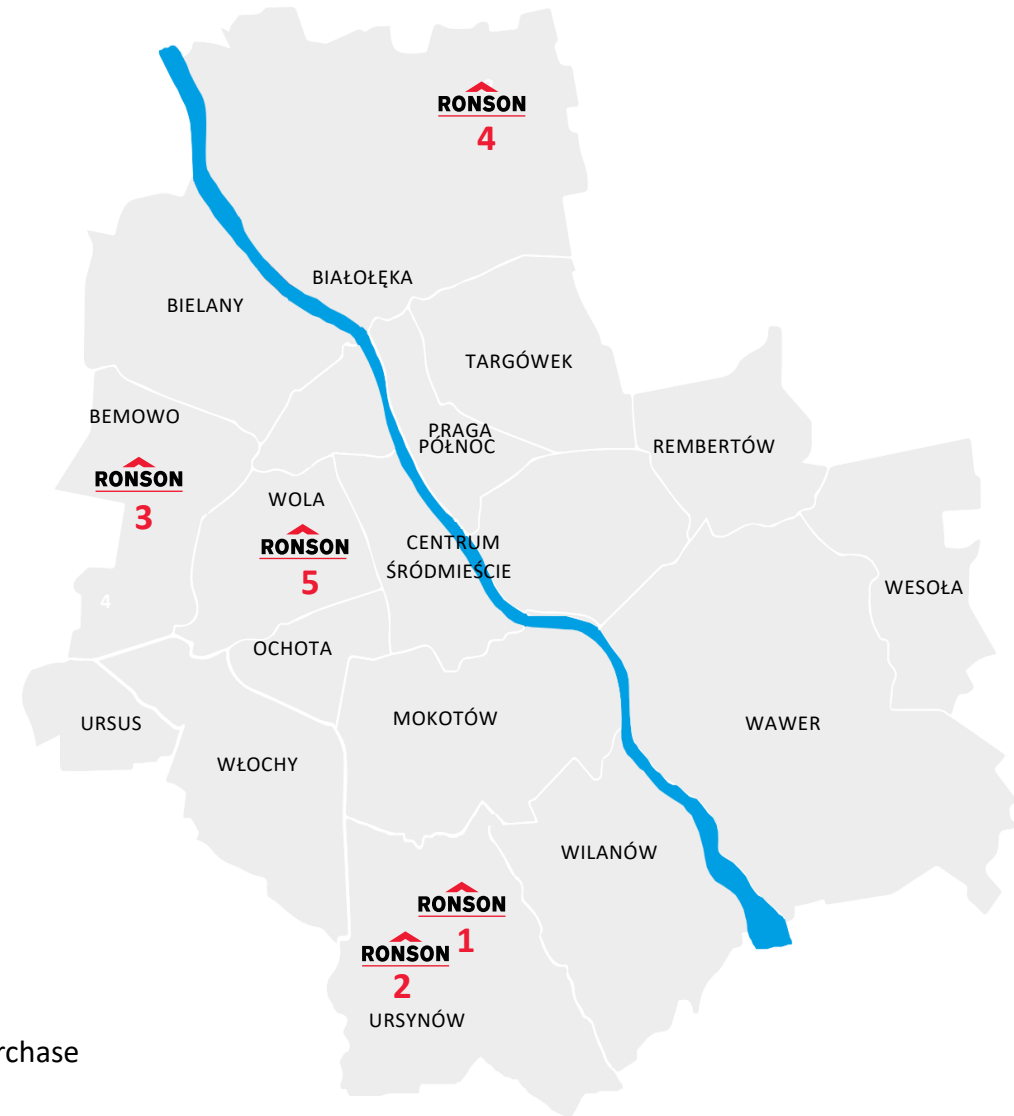 RONSON
4
BIAŁOŁĘKA
BIELANY
TARGÓWEK
BEMOWO
PRAGA
PÓŁNOC
REMBERTÓW
RONSON
3
WOLA
RONSON
5
CENTRUM
ŚRÓDMIEŚCIE
WESOŁA
4
OCHOTA
URSUS
MOKOTÓW
WAWER
WŁOCHY
WILANÓW
RONSON
1
RONSON
2
URSYNÓW
rchase